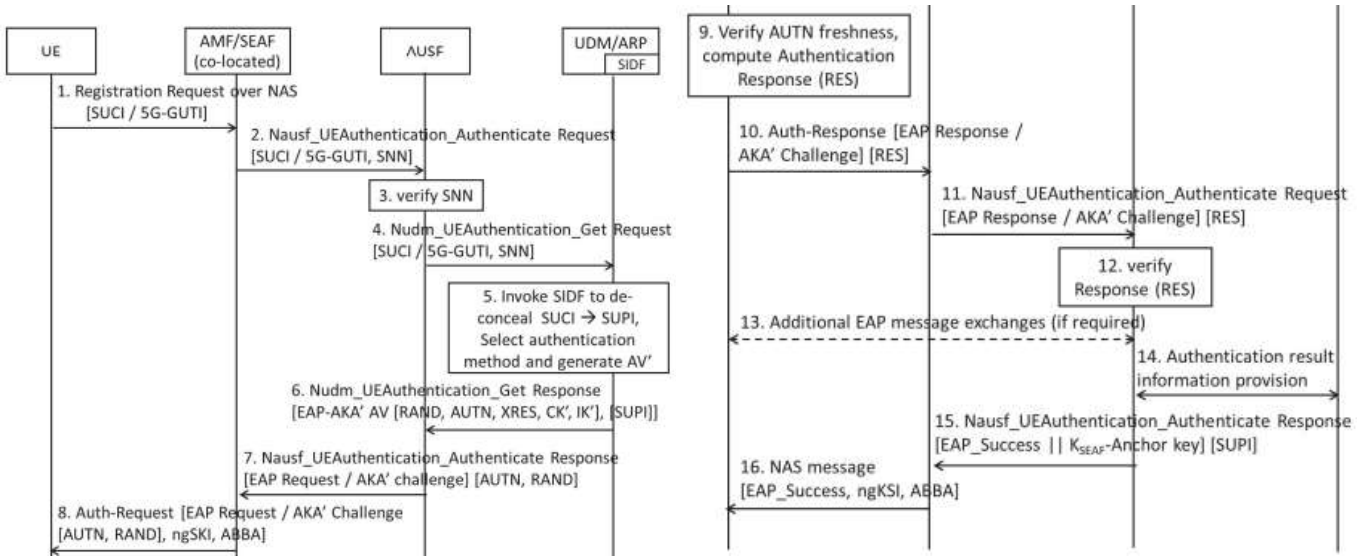 UE
AMF/SEAF
(co-located)
AUSF
UDM/ARP
SIDF
1. Registration Request over NAS
[SUCI / 5G-GUTI]
2. Nausf_UEAuthentication_Authenticate Request
[SUCI / 5G-GUTI, SNN]
3. verify SNN
4. Nudm_UEAuthentication_Get Request
[SUCI / 5G-GUTI, SNN]
5. Invoke SIDF to de-
conceal SUCI → SUPI,
Select authentication
method and generate AV'
6. Nudm_UEAuthentication_Get Response
[EAP-AKA' AV [RAND, AUTN, XRES, CK', IK'], [SUPI]]
7. Nausf_UEAuthentication_Authenticate Response
[EAP Request / AKA' challenge] [AUTN, RAND]
8. Auth-Request [EAP Request / AKA' Challenge
[AUTN, RAND], ngSKI, ABBA]
9. Verify AUTN freshness,
compute Authentication
Response (RES)
10. Auth-Response [EAP Response /
AKA' Challenge] [RES]
11. Nausf_UEAuthentication_Authenticate Request
[EAP Response / AKA' Challenge] [RES]
12. verify
Response (RES)
13. Additional EAP message exchanges (if required)
14. Authentication result
information provision
15. Nausf_UEAuthentication_Authenticate Response
[EAP_Success || KSEAF-Anchor key] [SUPI]
16. NAS message
[EAP_Success, ngKSI, ABBA]